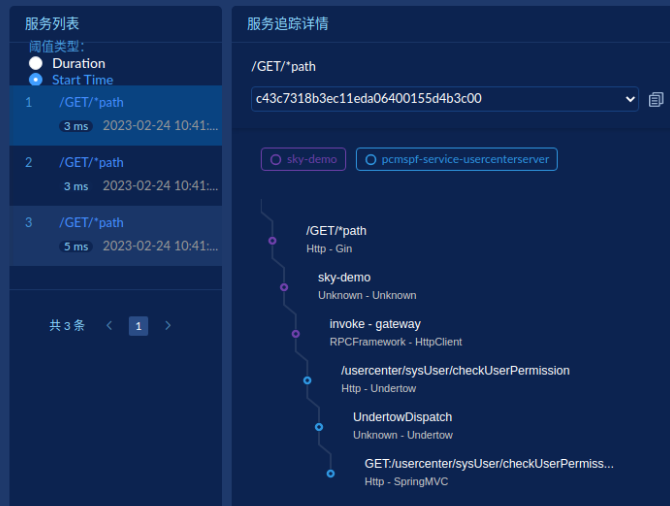 服务列表
阈值类型:
Duration
Start Time
1
/GET/*path
3 ms
2023-02-24 10:41:...
2
/GET/*path
3 ms
2023-02-24 10:41:...
3
/GET/*path
5 ms
2023-02-24 10:41:...
共 3 条
1
服务追踪详情
/GET/*path
c43c7318b3ec11eda06400155d4b3c00
sky-demo
pcmspf-service-usercenterserver
/GET/*path
Http - Gin
sky-demo
Unknown - Unknown
invoke - gateway
RPCFramework - HttpClient
/usercenter/sysUser/checkUserPermission
Http - Undertow
UndertowDispatch
Unknown - Undertow
GET:/usercenter/sysUser/checkUserPermiss...
Http - SpringMVC